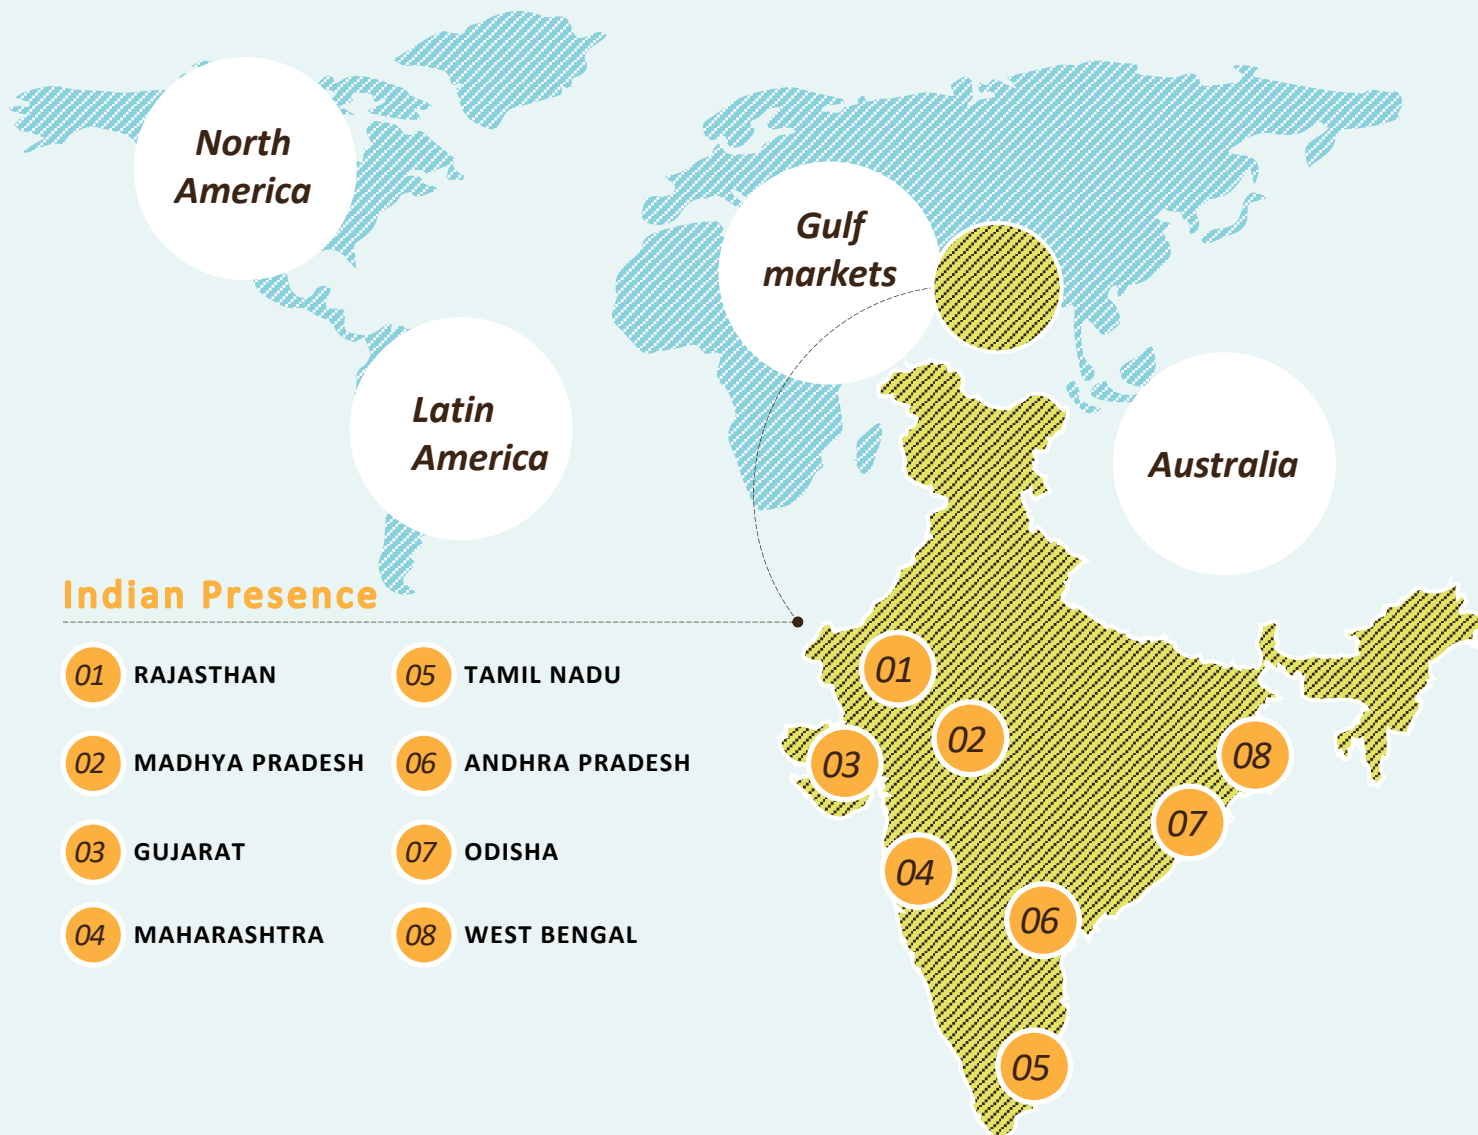 North
America
Gulf
markets
Latin
America
Australia
Indian Presence
01 RAJASTHAN
02 MADHYA PRADESH
03 GUJARAT
04 MAHARASHTRA
05 TAMIL NADU
06 ANDHRA PRADESH
07 ODISHA
08 WEST BENGAL
01
02
03
08
07
04
06
05